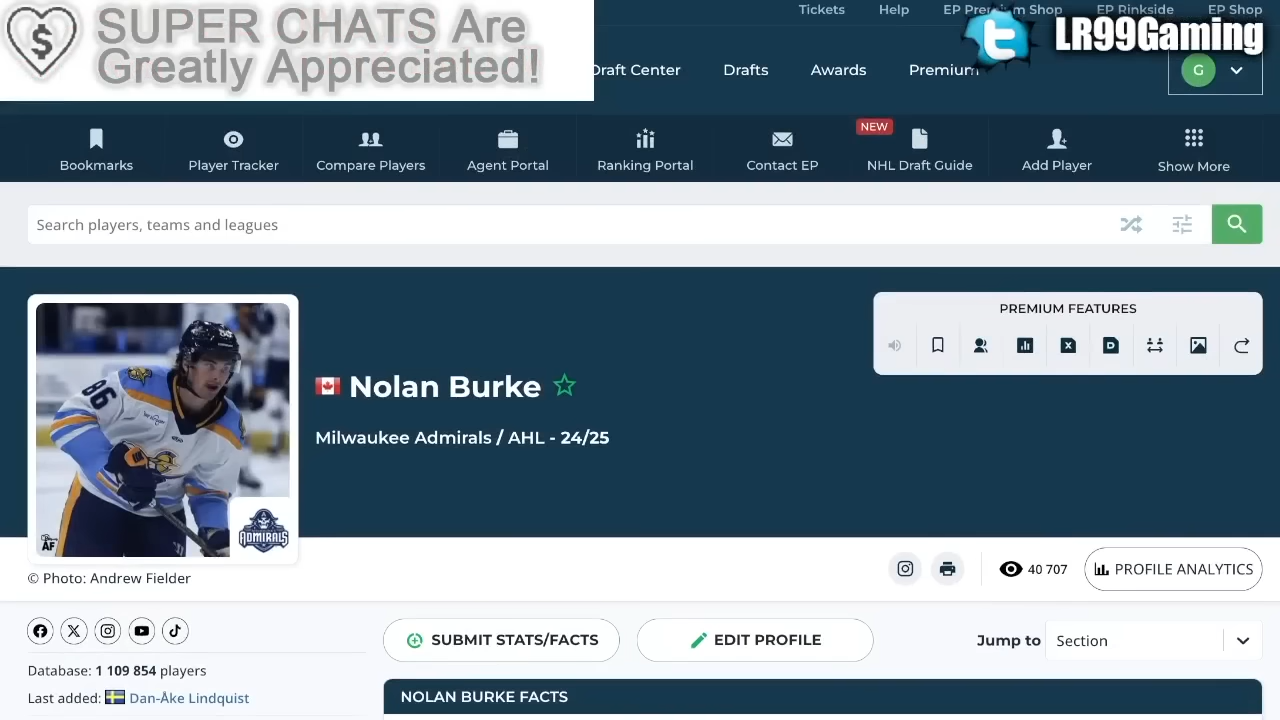 SUPER CHATS Are
Greatly Appreciated!
Tickets
Help
EP Premium Shop
EP Rinkside
EP Shop
LR99Gaming
Draft Center
Drafts
Awards
Premium
G
Bookmarks
Player Tracker
Compare Players
Agent Portal
Ranking Portal
Contact EP
NEW
NHL Draft Guide
Add Player
Show More
Search players, teams and leagues
PREMIUM FEATURES
Nolan Burke
Milwaukee Admirals / AHL - 24/25
86
AF
ADMIRALS
© Photo: Andrew Fielder
40 707
PROFILE ANALYTICS
SUBMIT STATS/FACTS
EDIT PROFILE
Jump to
Section
Database: 1 109 854 players
Last added: Dan-Åke Lindquist
NOLAN BURKE FACTS